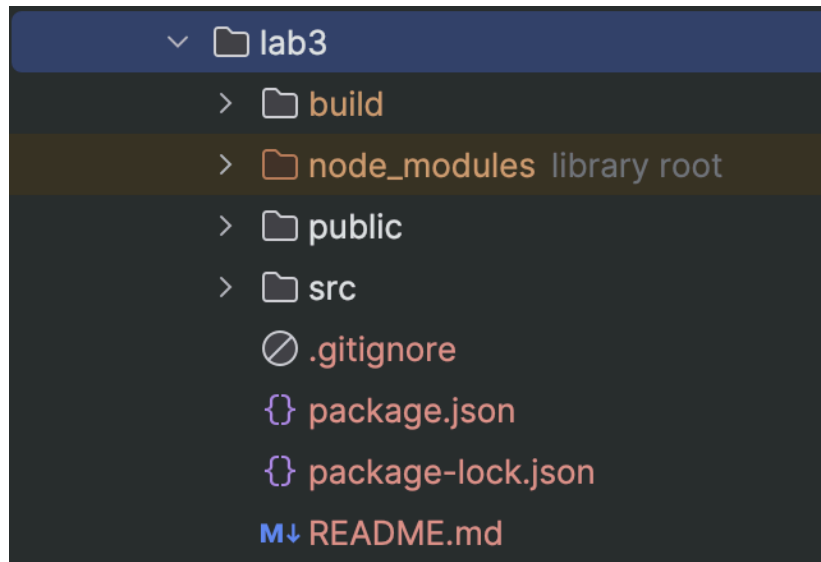 lab3
build
node_modules library root
public
src
.gitignore
{} package.json
{} package-lock.json
M↓ README.md